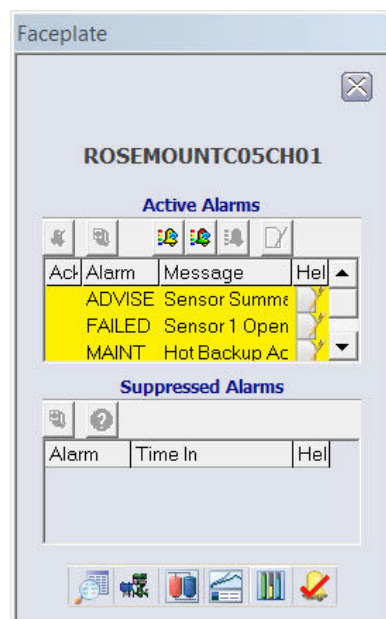 Faceplate
ROSEMOUNTC05CH01
Active Alarms
Ack Alarm Message Hel
ADVISE Sensor Summa
FAILED Sensor 1 Open
MAINT Hot Backup Ac
Suppressed Alarms
Alarm Time In Hel